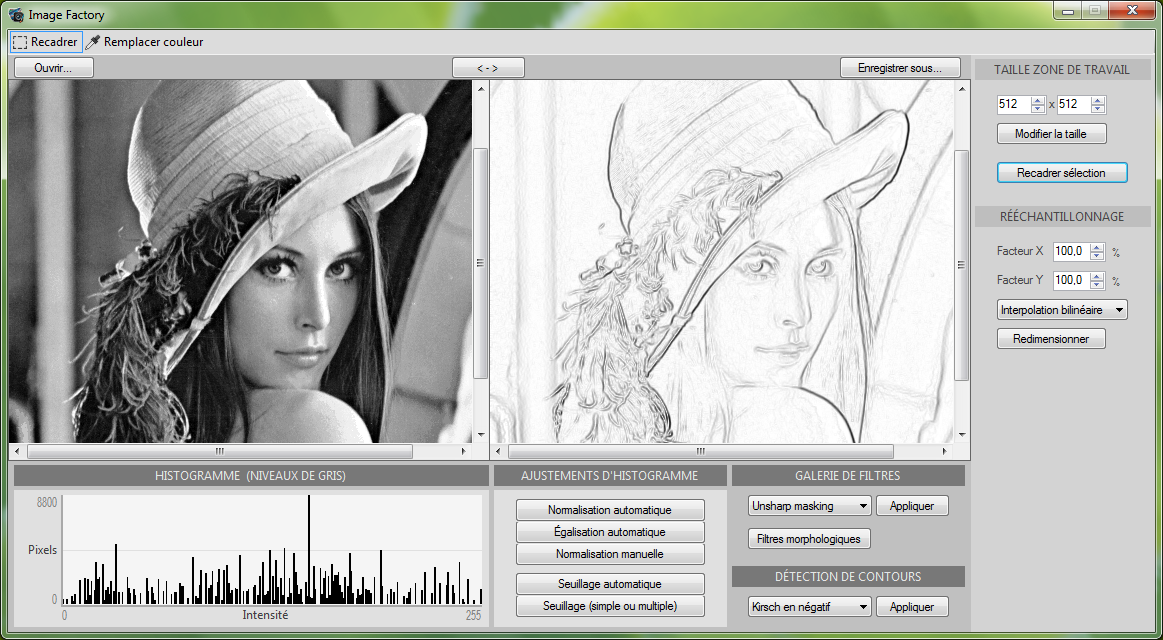 Image Factory
Recadrer Remplacer couleur
Ouvrir... < - > Enregistrer sous...
TAILLE ZONE DE TRAVAIL
512 x 512
Modifier la taille
Recadrer sélection
RÉÉCHANTILLONNAGE
Facteur X 100,0 %
Facteur Y 100,0 %
Interpolation bilinéaire
Redimensionner
HISTOGRAMME (NIVEAUX DE GRIS)
8800
Pixels
0
0 Intensité 255
AJUSTEMENTS D'HISTOGRAMME
Normalisation automatique
Égalisation automatique
Normalisation manuelle
Seuillage automatique
Seuillage (simple ou multiple)
GALERIE DE FILTRES
Unsharp masking Appliquer
Filtres morphologiques
DÉTECTION DE CONTOURS
Kirsch en négatif Appliquer